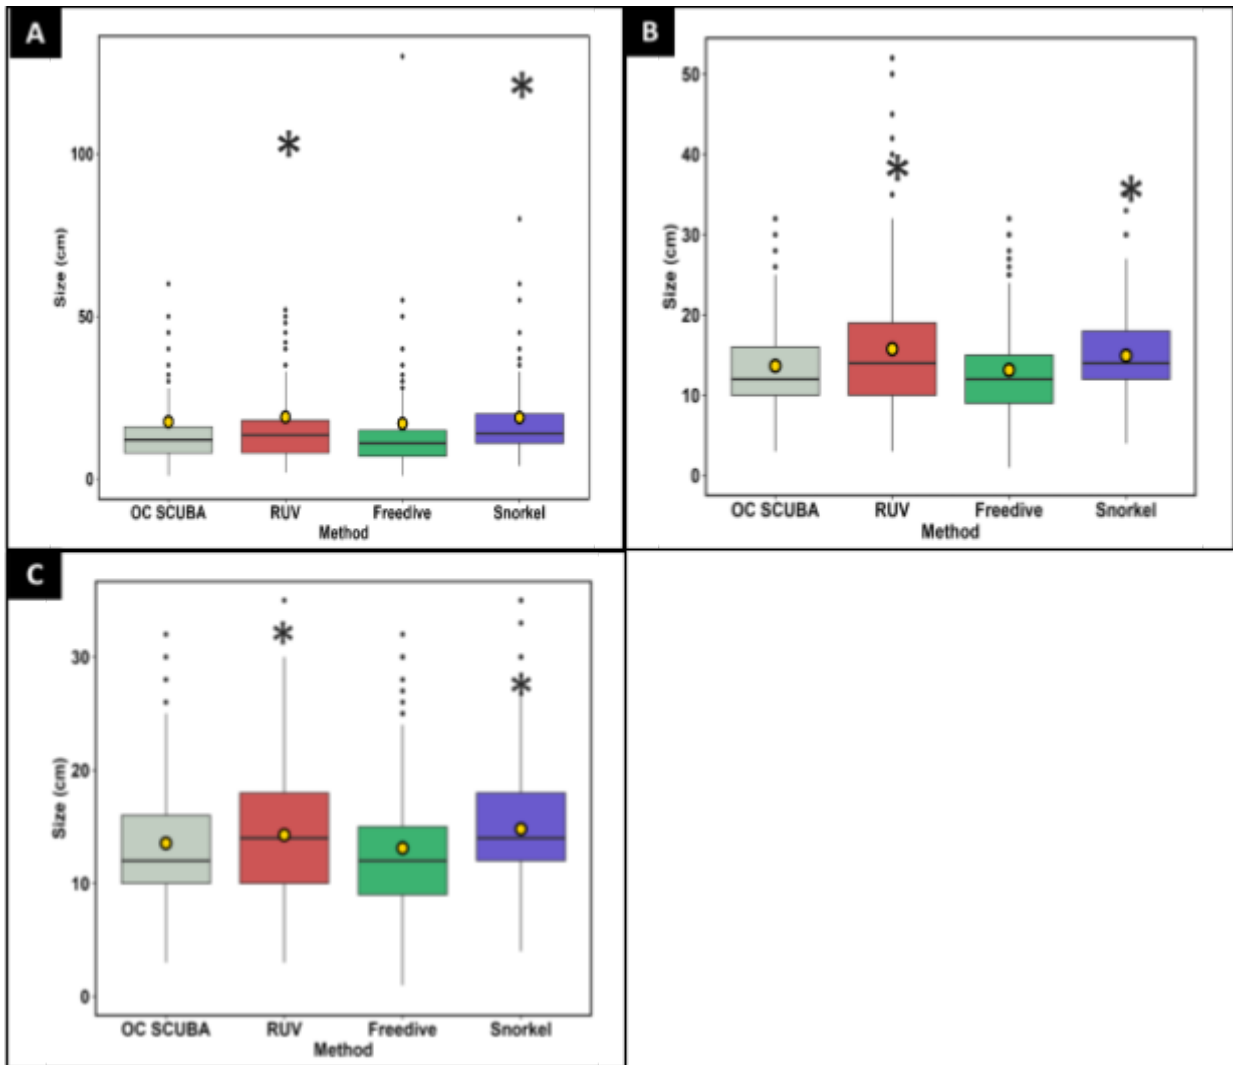 A
Size (cm)
100
50
0
OC SCUBA RUV Freedive Snorkel
Method
B
Size (cm)
50
40
30
20
10
0
OC SCUBA RUV Freedive Snorkel
Method
C
Size (cm)
30
20
10
0
OC SCUBA RUV Freedive Snorkel
Method